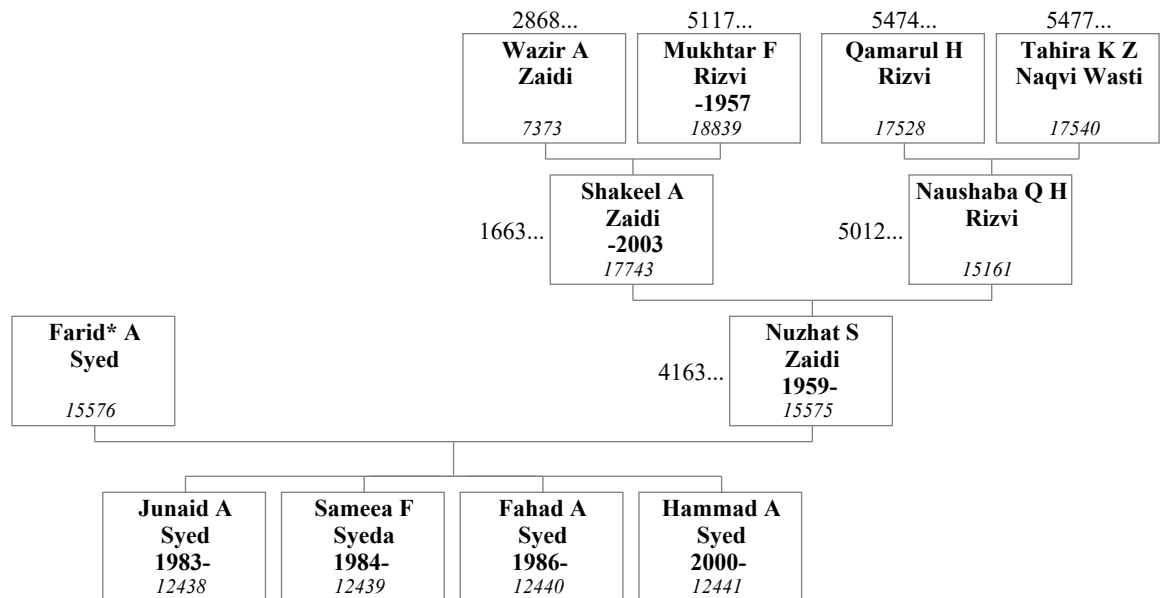 2868...
5117...
5474...
5477...
Wazir A
Zaidi
7373
Mukhtar F
Rizvi
-1957
18839
Qamarul H
Rizvi
17528
Tahira K Z
Naqvi Wasti
17540
1663...
Shakeel A
Zaidi
-2003
17743
5012...
Naushaba Q H
Rizvi
15161
Farid* A
Syed
15576
4163...
Nuzhat S
Zaidi
1959-
15575
Junaid A
Syed
1983-
12438
Sameea F
Syeda
1984-
12439
Fahad A
Syed
1986-
12440
Hammad A
Syed
2000-
12441